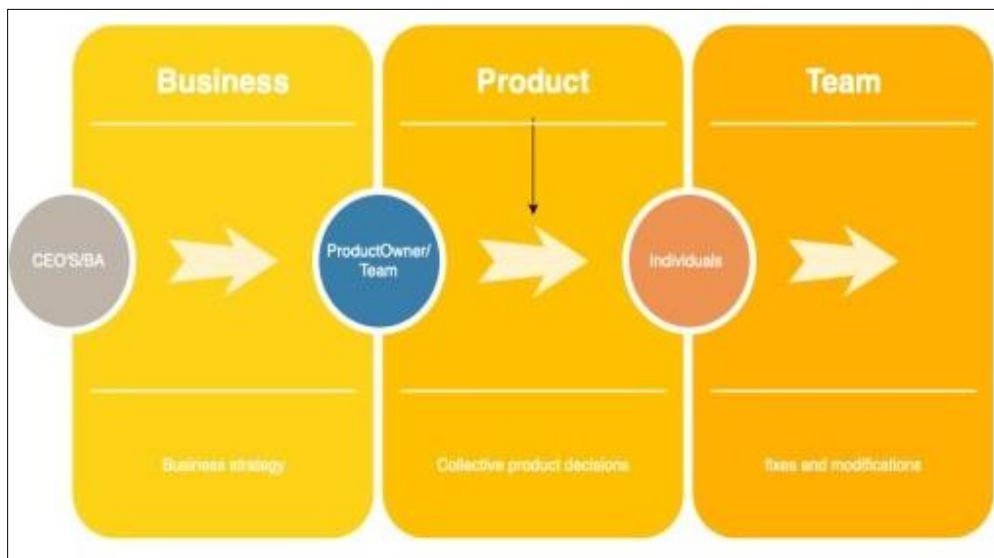 Business
Product
Team
CEO'S/BA
ProductOwner/
Team
Individuals
Business strategy
Collective product decisions
fixes and modifications